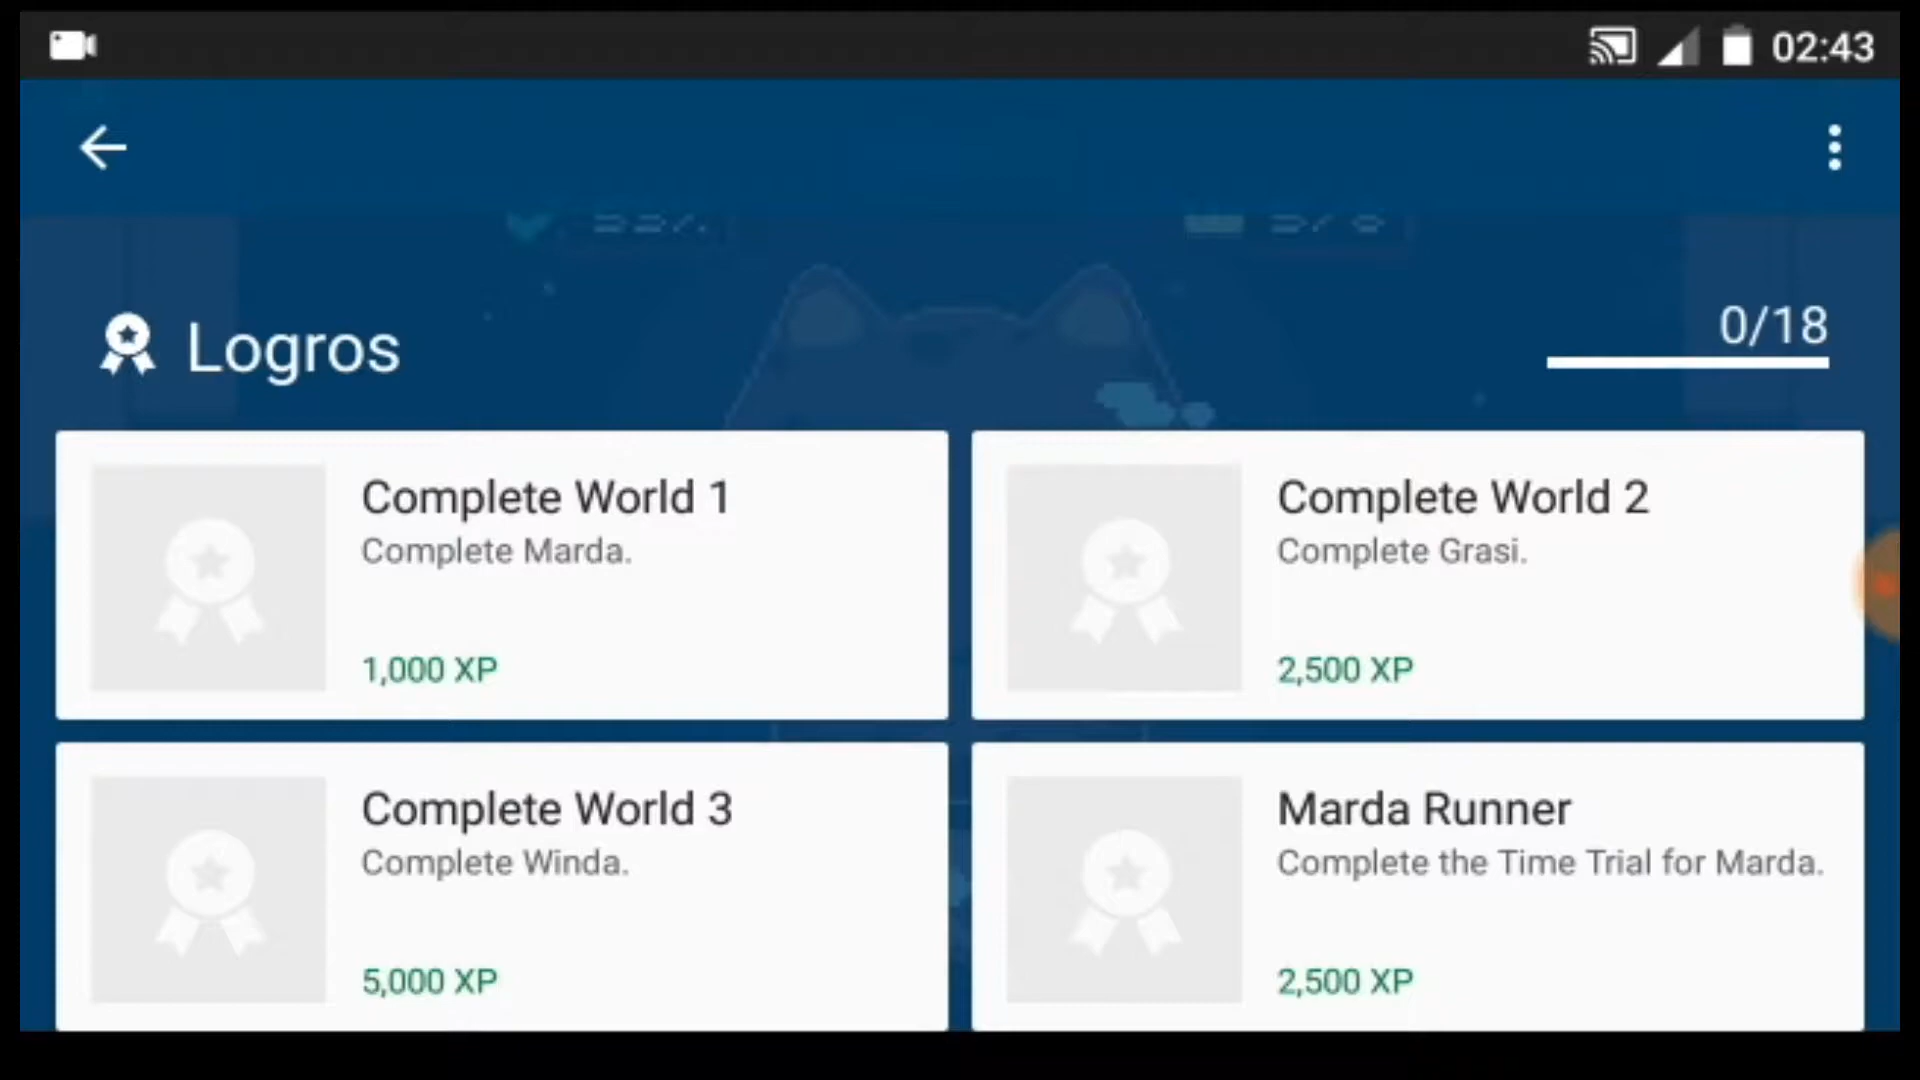 02:43
Logros
0/18
Complete World 1
Complete Marda.
1,000 XP
Complete World 2
Complete Grasi.
2,500 XP
Complete World 3
Complete Winda.
5,000 XP
Marda Runner
Complete the Time Trial for Marda.
2,500 XP